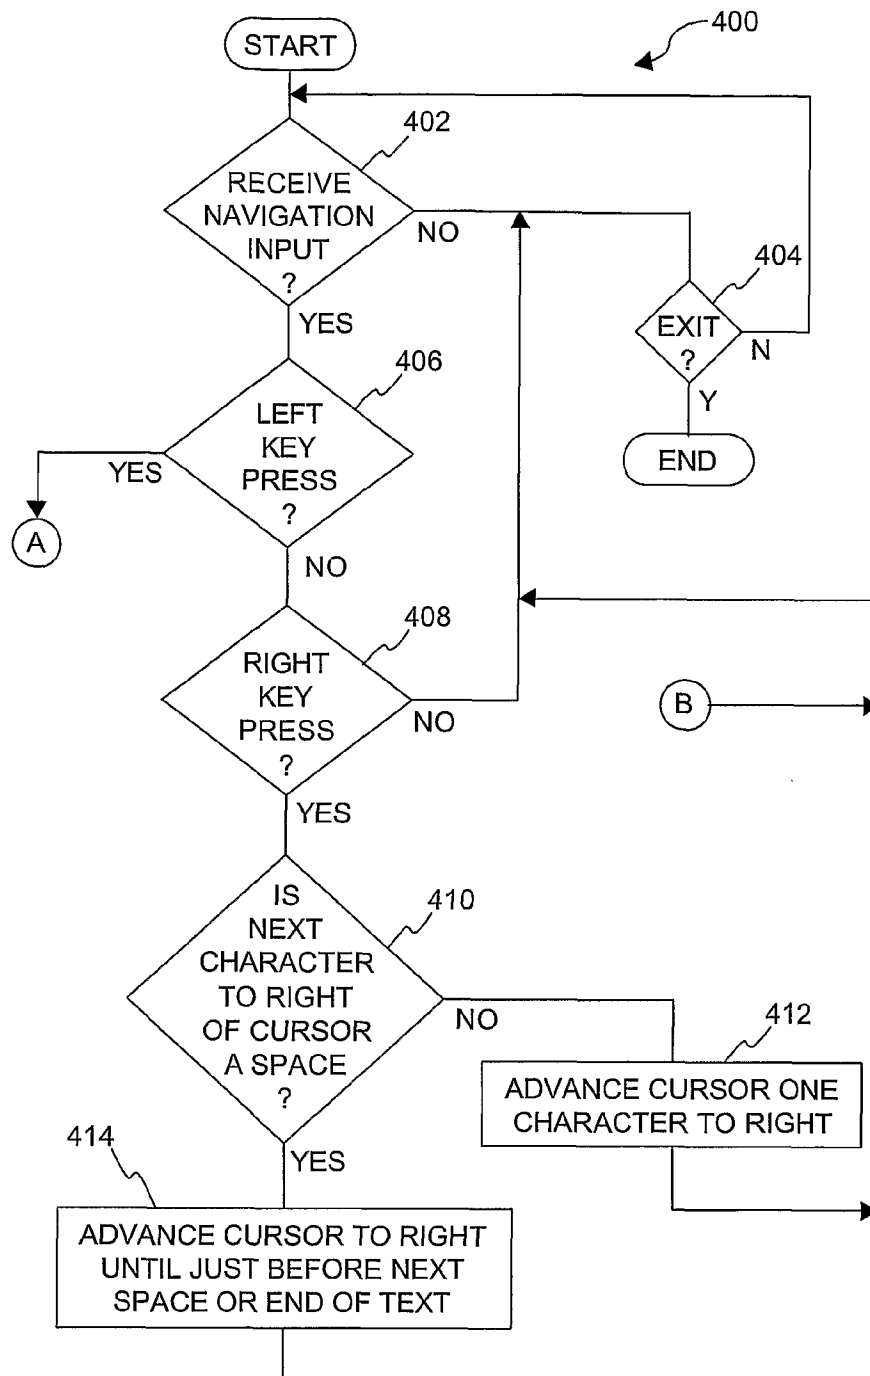 START
400
402
RECEIVE
NAVIGATION
INPUT
?
NO
YES
404
EXIT
?
N
Y
END
406
LEFT
KEY
PRESS
?
YES
A
NO
408
RIGHT
KEY
PRESS
?
NO
B
YES
410
IS
NEXT
CHARACTER
TO RIGHT
OF CURSOR
A SPACE
?
NO
412
ADVANCE CURSOR ONE
CHARACTER TO RIGHT
YES
414
ADVANCE CURSOR TO RIGHT
UNTIL JUST BEFORE NEXT
SPACE OR END OF TEXT